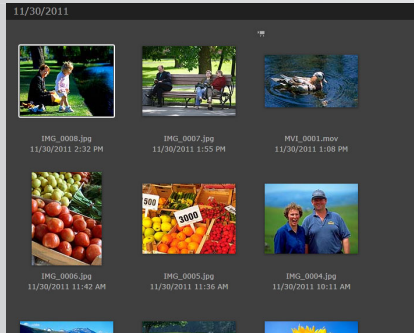 11/30/2011
IMG_0008.jpg
11/30/2011 2:32 PM
IMG_0007.jpg
11/30/2011 1:55 PM
MVI_0001.mov
11/30/2011 1:08 PM
500
3000
IMG_0006.jpg
11/30/2011 11:42 AM
IMG_0005.jpg
11/30/2011 11:36 AM
IMG_0004.jpg
11/30/2011 10:11 AM